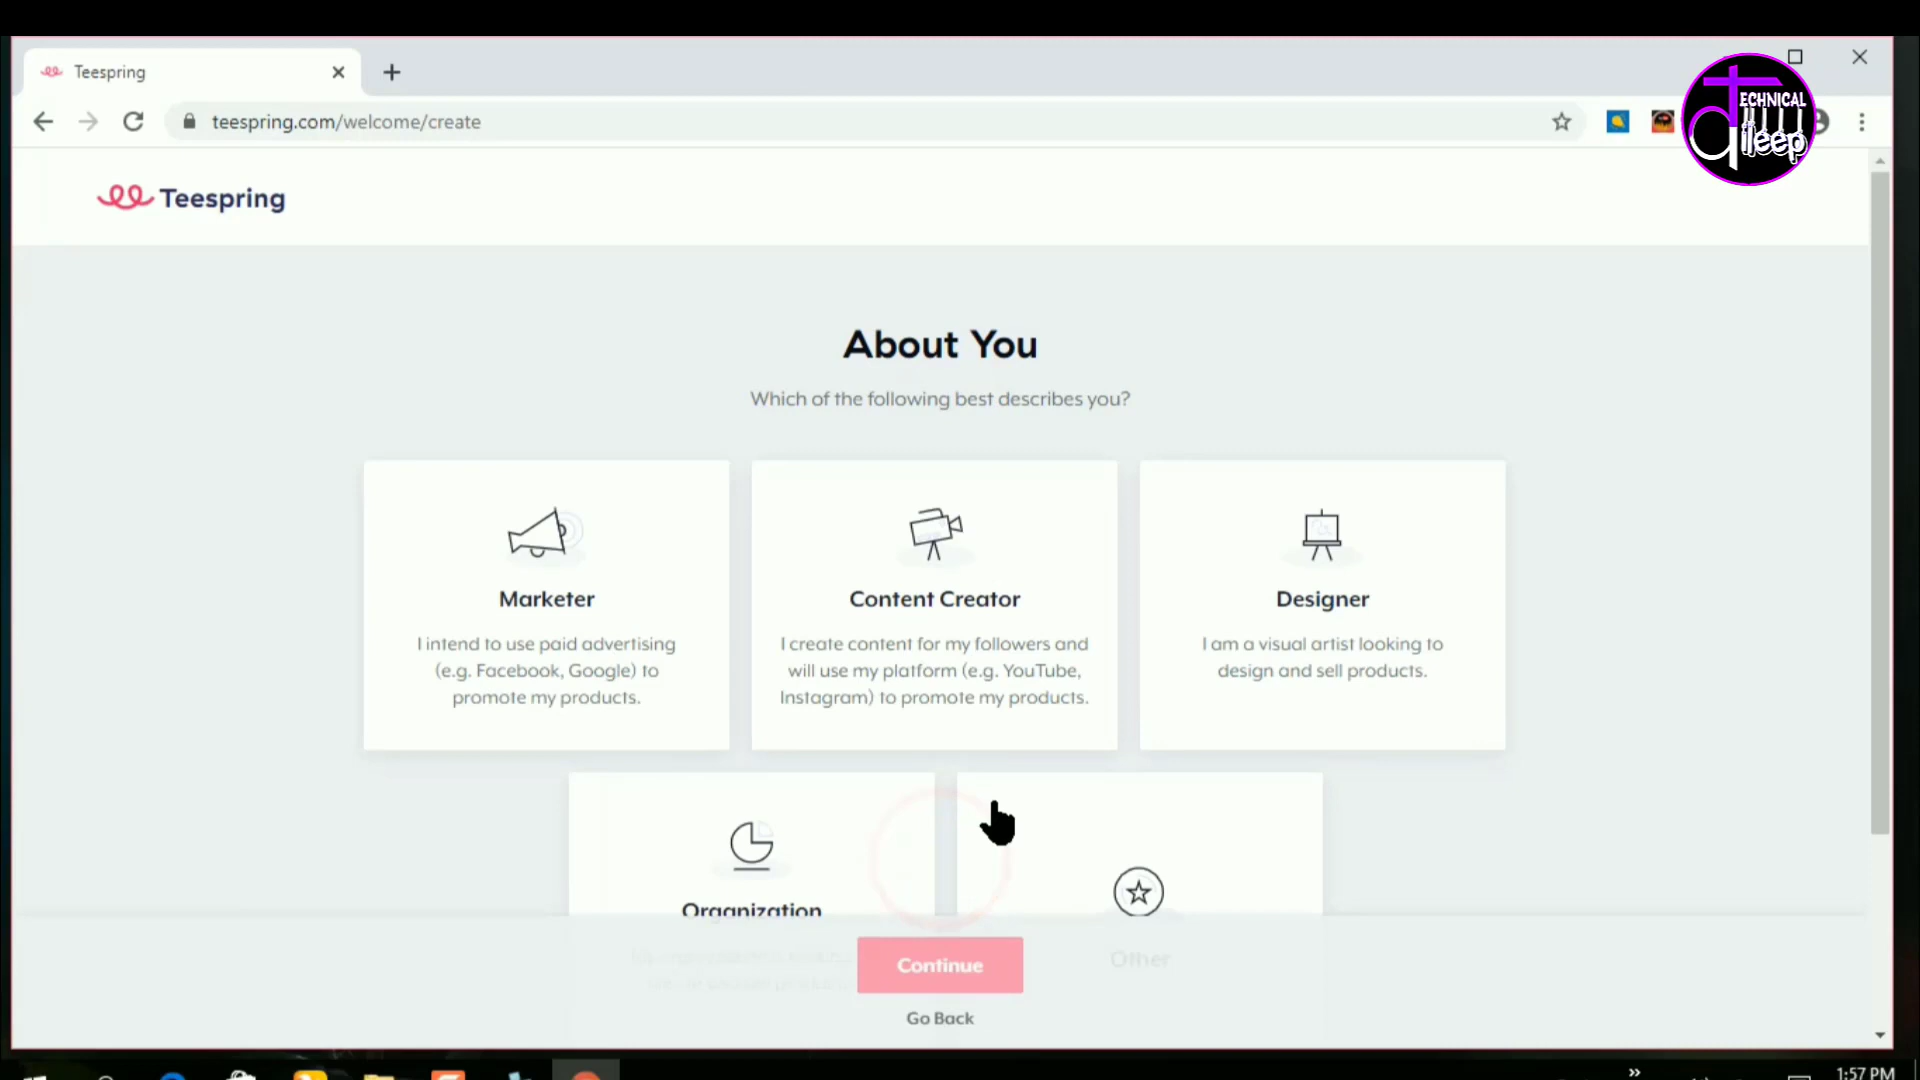 Teespring
teespring.com/welcome/create
TECHNICAL
dileep
Teespring
About You
Which of the following best describes you?
Marketer
I intend to use paid advertising
(e.g. Facebook, Google) to
promote my products.
Content Creator
I create content for my followers and
will use my platform (e.g. YouTube,
Instagram) to promote my products.
Designer
I am a visual artist looking to
design and sell products.
Organization
Other
Continue
Go Back
1:57 PM